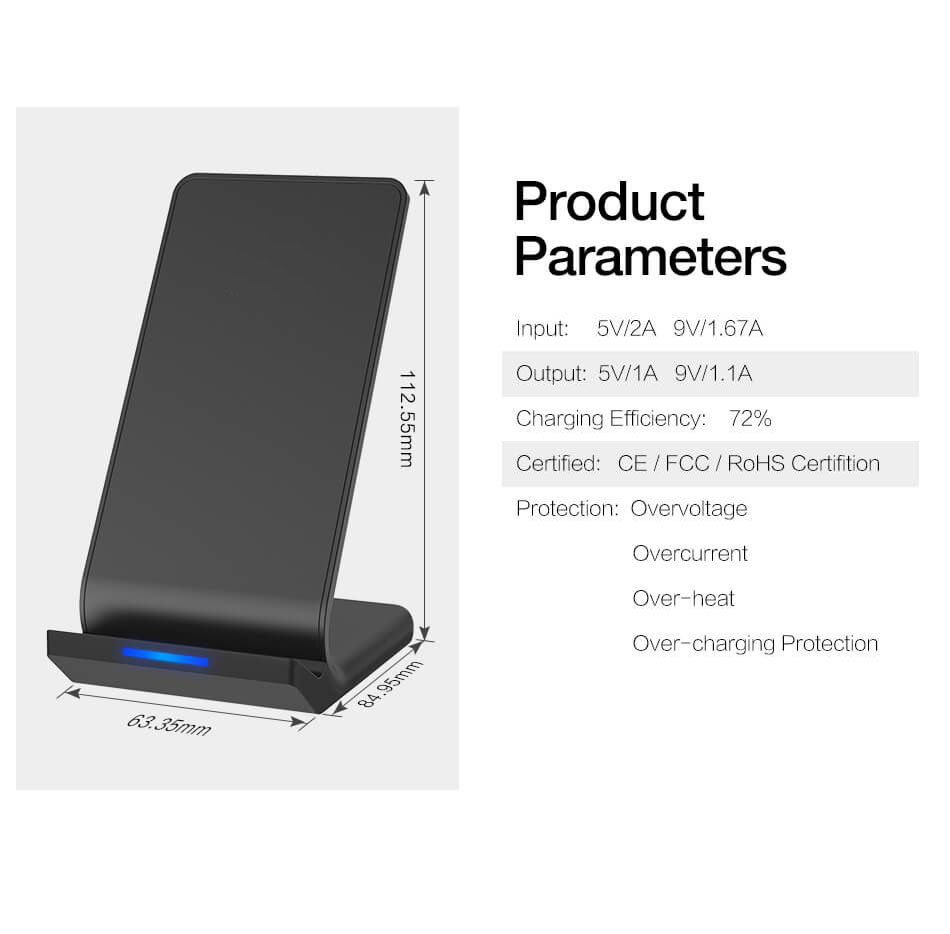 Product
Parameters
Input: 5V/2A 9V/1.67A
Output: 5V/1A 9V/1.1A
Charging Efficiency: 72%
Certified: CE / FCC / RoHS Certifition
Protection: Overvoltage
Overcurrent
Over-heat
Over-charging Protection
112.55mm
84.95mm
63.35mm